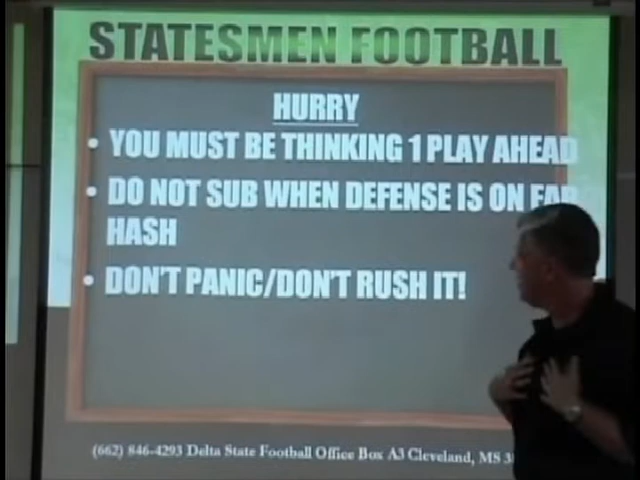 STATESMEN FOOTBALL
HURRY
• YOU MUST BE THINKING 1 PLAY AHEAD
• DO NOT SUB WHEN DEFENSE IS ON FAR
HASH
• DON'T PANIC/DON'T RUSH IT!
(662) 846-4293 Delta State Football Office Box A3 Cleveland, MS